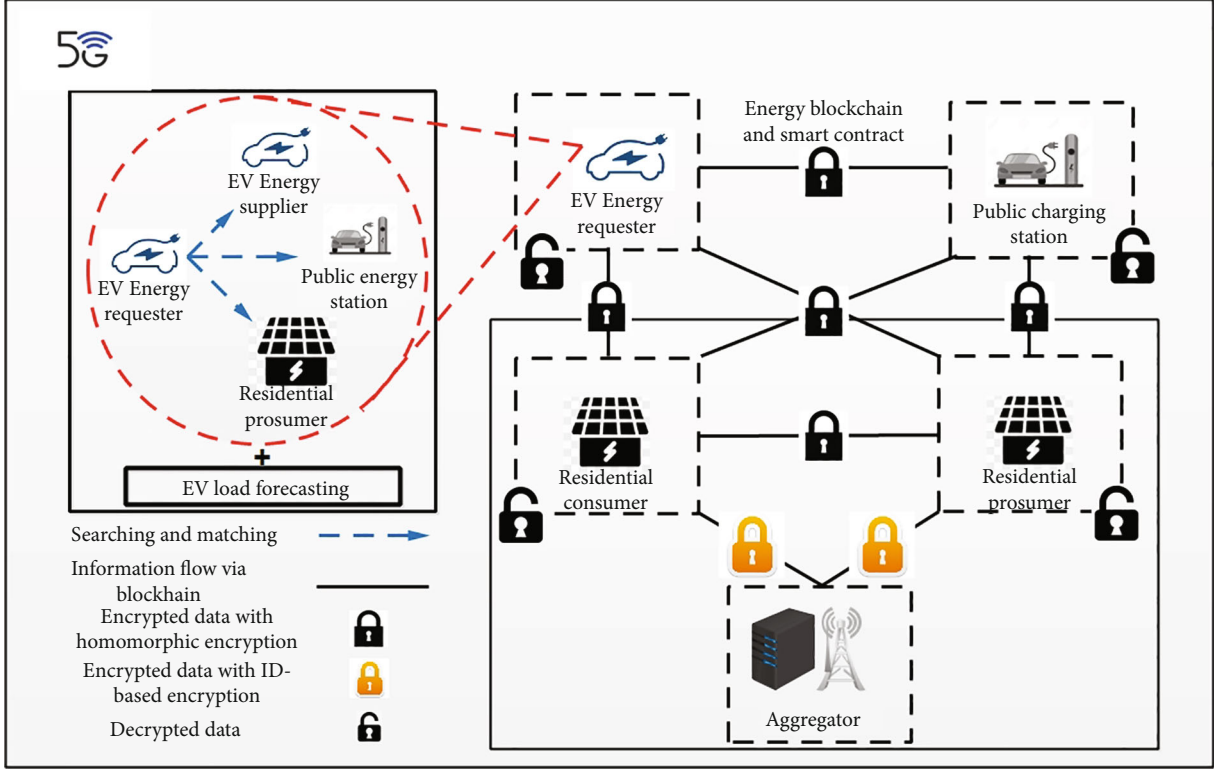 5G
EV Energy
supplier
EV Energy
requester
Public energy
station
Residential
prosumer
+
EV load forecasting
Searching and matching
Information flow via
blockhain
Encrypted data with
homomorphic encryption
Encrypted data with ID-
based encryption
Decrypted data
EV Energy
requester
Energy blockchain
and smart contract
Public charging
station
Residential
consumer
Residential
prosumer
Aggregator